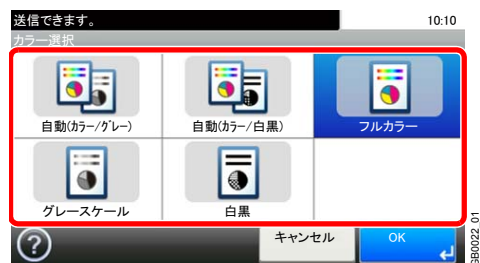 送信できます。 10:10
カラー選択
自動(カラー/グレー) 自動(カラー/白黒) フルカラー
グレースケール 白黒
? キャンセル OK
GB0022_01